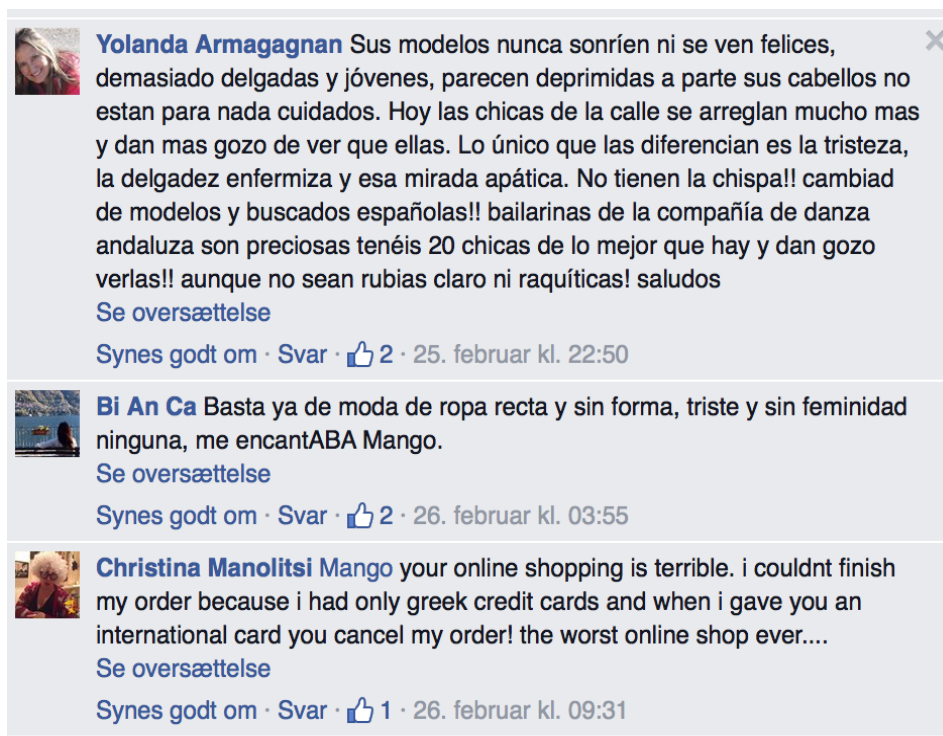 Yolanda Armagagnan Sus modelos nunca sonríen ni se ven felices,
demasiado delgadas y jóvenes, parecen deprimidas a parte sus cabellos no
estan para nada cuidados. Hoy las chicas de la calle se arreglan mucho mas
y dan mas gozo de ver que ellas. Lo único que las diferencian es la tristeza,
la delgadez enfermiza y esa mirada apática. No tienen la chispa!! cambiad
de modelos y buscados españolas!! bailarinas de la compañía de danza
andaluza son preciosas tenéis 20 chicas de lo mejor que hay y dan gozo
verlas!! aunque no sean rubias claro ni raquíticas! saludos
Se oversættelse
Synes godt om · Svar · 2 · 25. februar kl. 22:50
Bi An Ca Basta ya de moda de ropa recta y sin forma, triste y sin feminidad
ninguna, me encantABA Mango.
Se oversættelse
Synes godt om · Svar · 2 · 26. februar kl. 03:55
Christina Manolitsi Mango your online shopping is terrible. i couldnt finish
my order because i had only greek credit cards and when i gave you an
international card you cancel my order! the worst online shop ever....
Se oversættelse
Synes godt om · Svar · 1 · 26. februar kl. 09:31